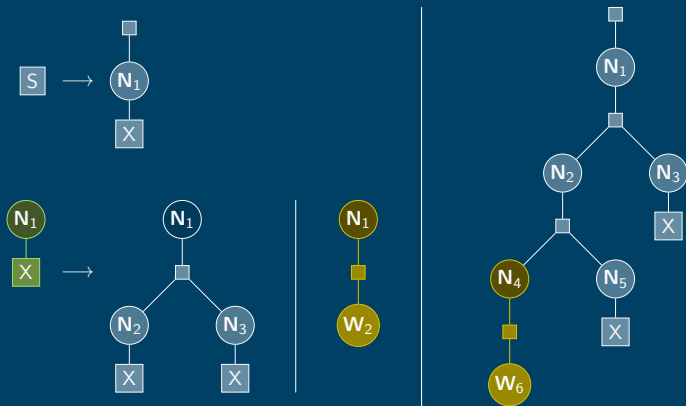 S → N₁
X
N₁
X → N₁
N₂ N₃
X X
N₁
W₂
N₁
N₂ N₃
X
N₄ N₅
X
W₆